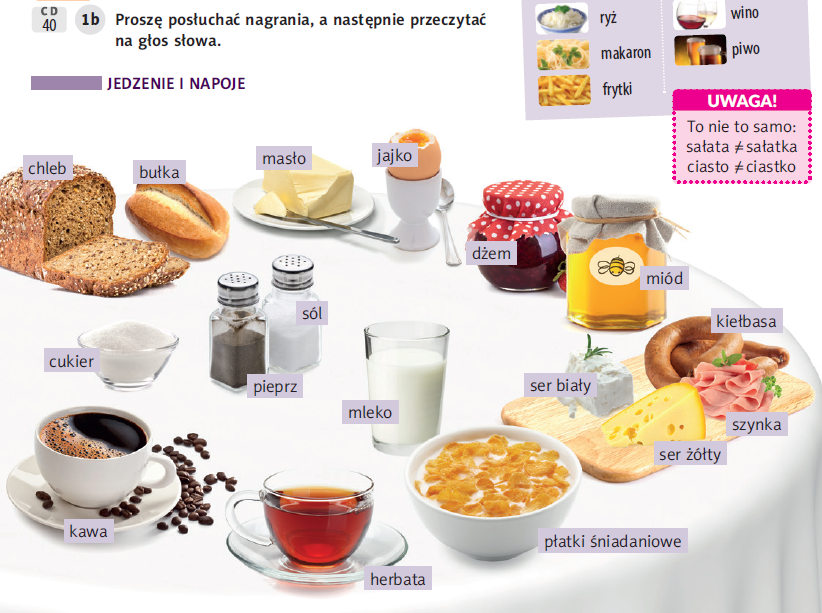 CD
40
1b
Proszę posłuchać nagrania, a następnie przeczytać
na głos słowa.
JEDZENIE I NAPOJE
ryż
makaron
frytki
wino
piwo
UWAGA!
To nie to samo:
sałata ≠ sałatka
ciasto ≠ ciastko
chleb
bułka
masło
jajko
dżem
miód
sól
cukier
pieprz
mleko
kiełbasa
ser biały
szynka
ser żółty
kawa
herbata
płatki śniadaniowe